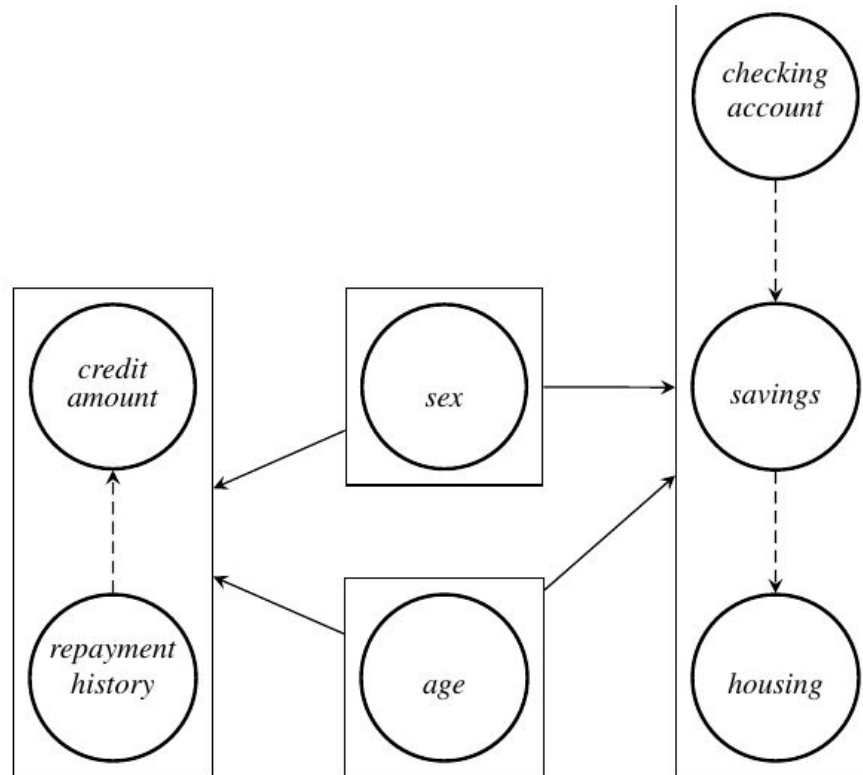 checking
account
credit
amount
sex
savings
repayment
history
age
housing